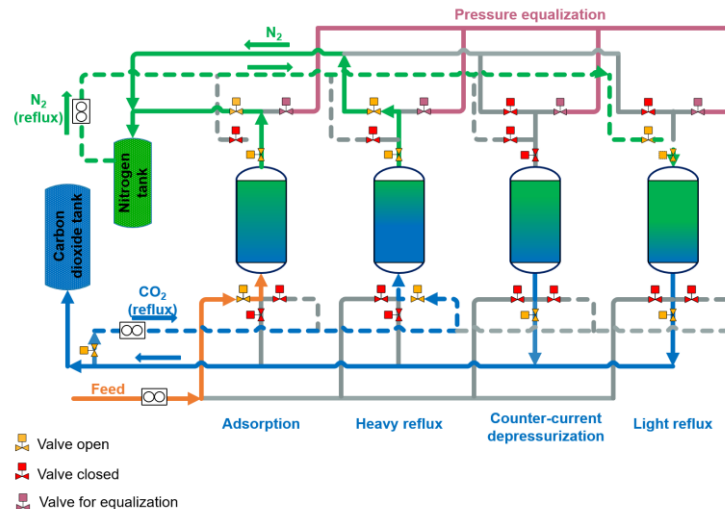 Pressure equalization
N₂
N₂
(reflux)
Nitrogen
tank
Carbon
dioxide tank
CO₂
(reflux)
Feed
Adsorption
Heavy reflux
Counter-current
depressurization
Light reflux
Valve open
Valve closed
Valve for equalization